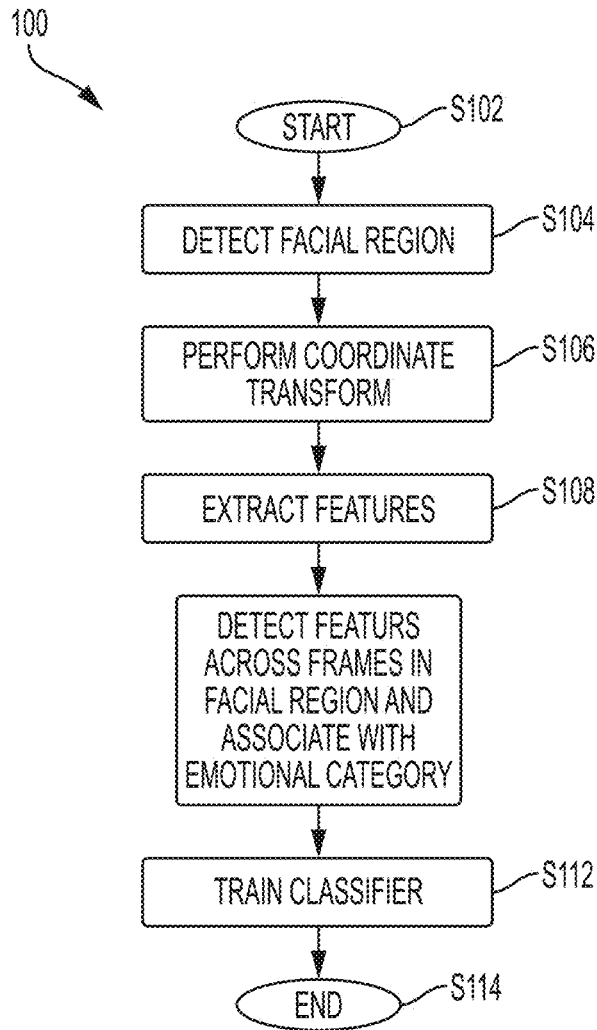 100
START
S102
DETECT FACIAL REGION
S104
PERFORM COORDINATE
TRANSFORM
S106
EXTRACT FEATURES
S108
DETECT FEATURS
ACROSS FRAMES IN
FACIAL REGION AND
ASSOCIATE WITH
EMOTIONAL CATEGORY
TRAIN CLASSIFIER
S112
END
S114